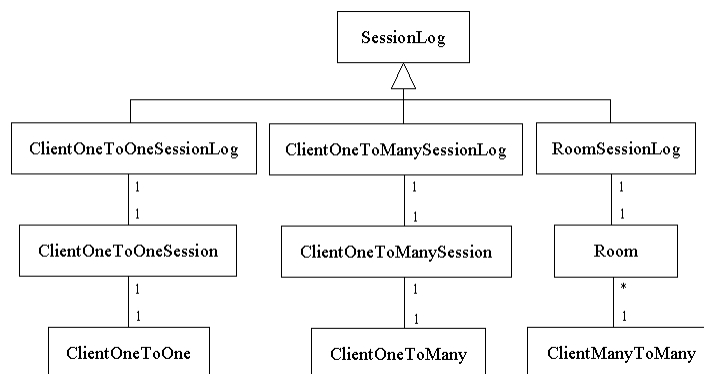 SessionLog
ClientOneToOneSessionLog
ClientOneToManySessionLog
RoomSessionLog
1
1
1
1
1
1
ClientOneToOneSession
ClientOneToManySession
Room
1
1
*
1
1
1
ClientOneToOne
ClientOneToMany
ClientManyToMany